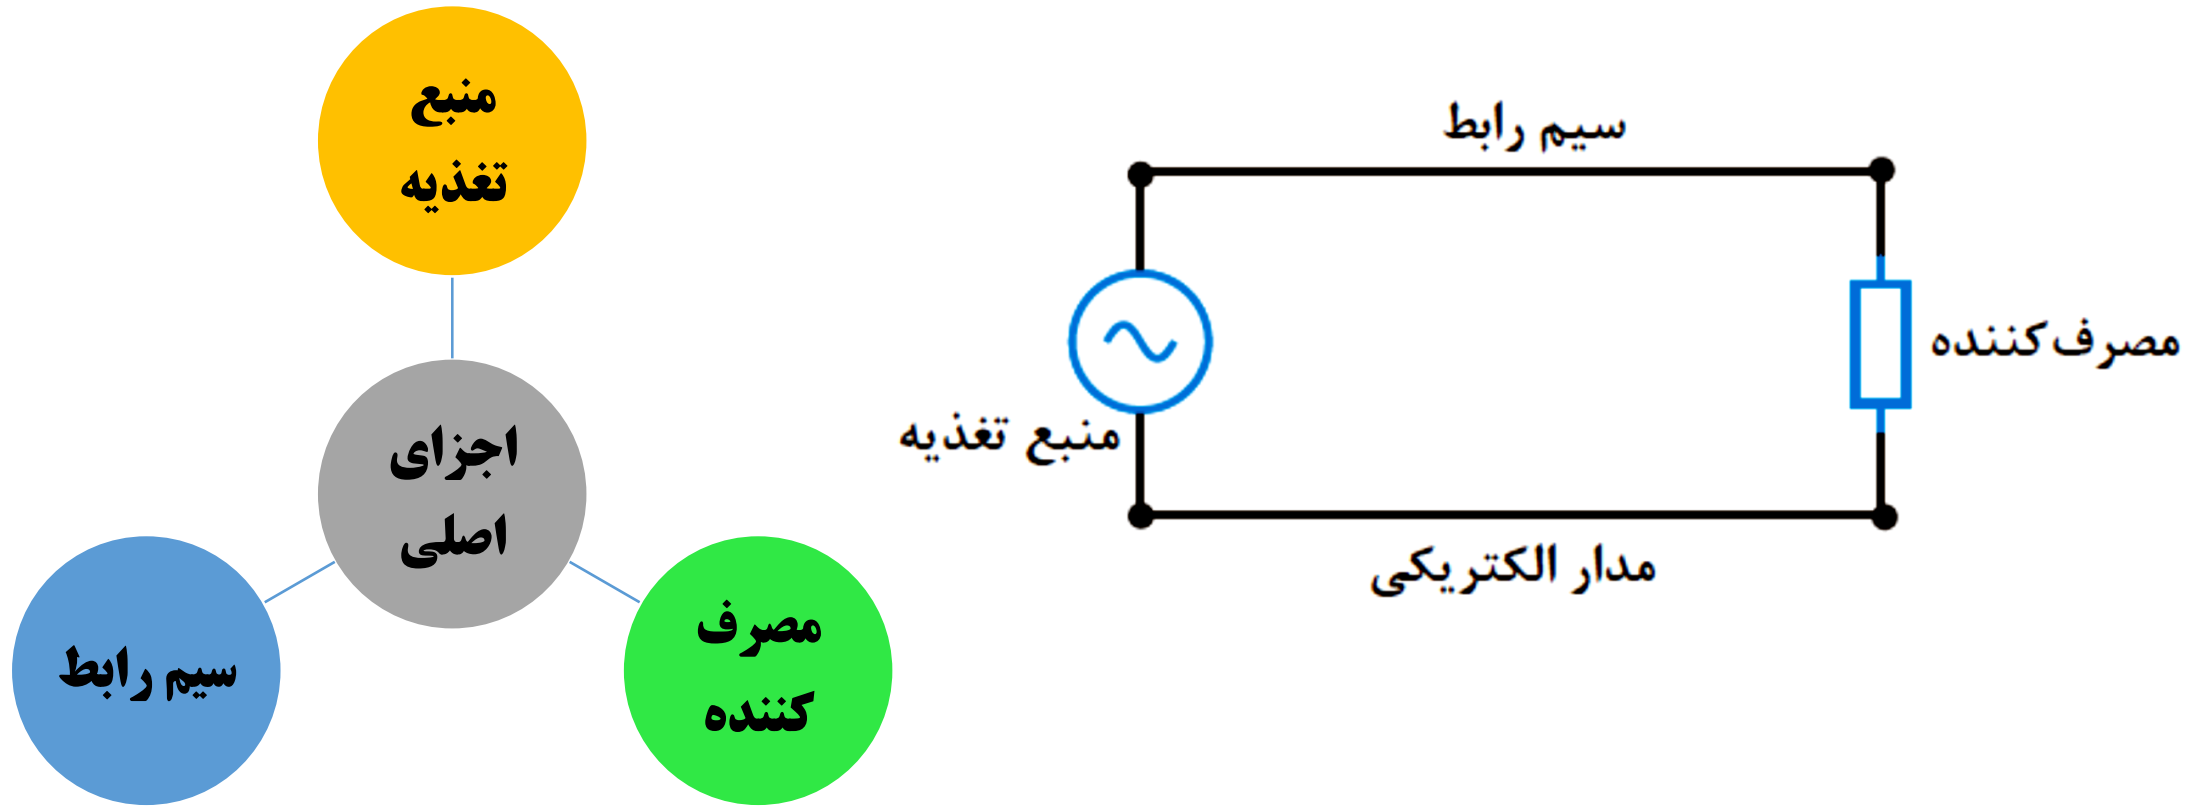 منبع
تغذیه
اجزای
اصلی
سیم رابط
مصرف
کننده
سیم رابط
منبع تغذیه
مصرف کننده
مدار الکتریکی